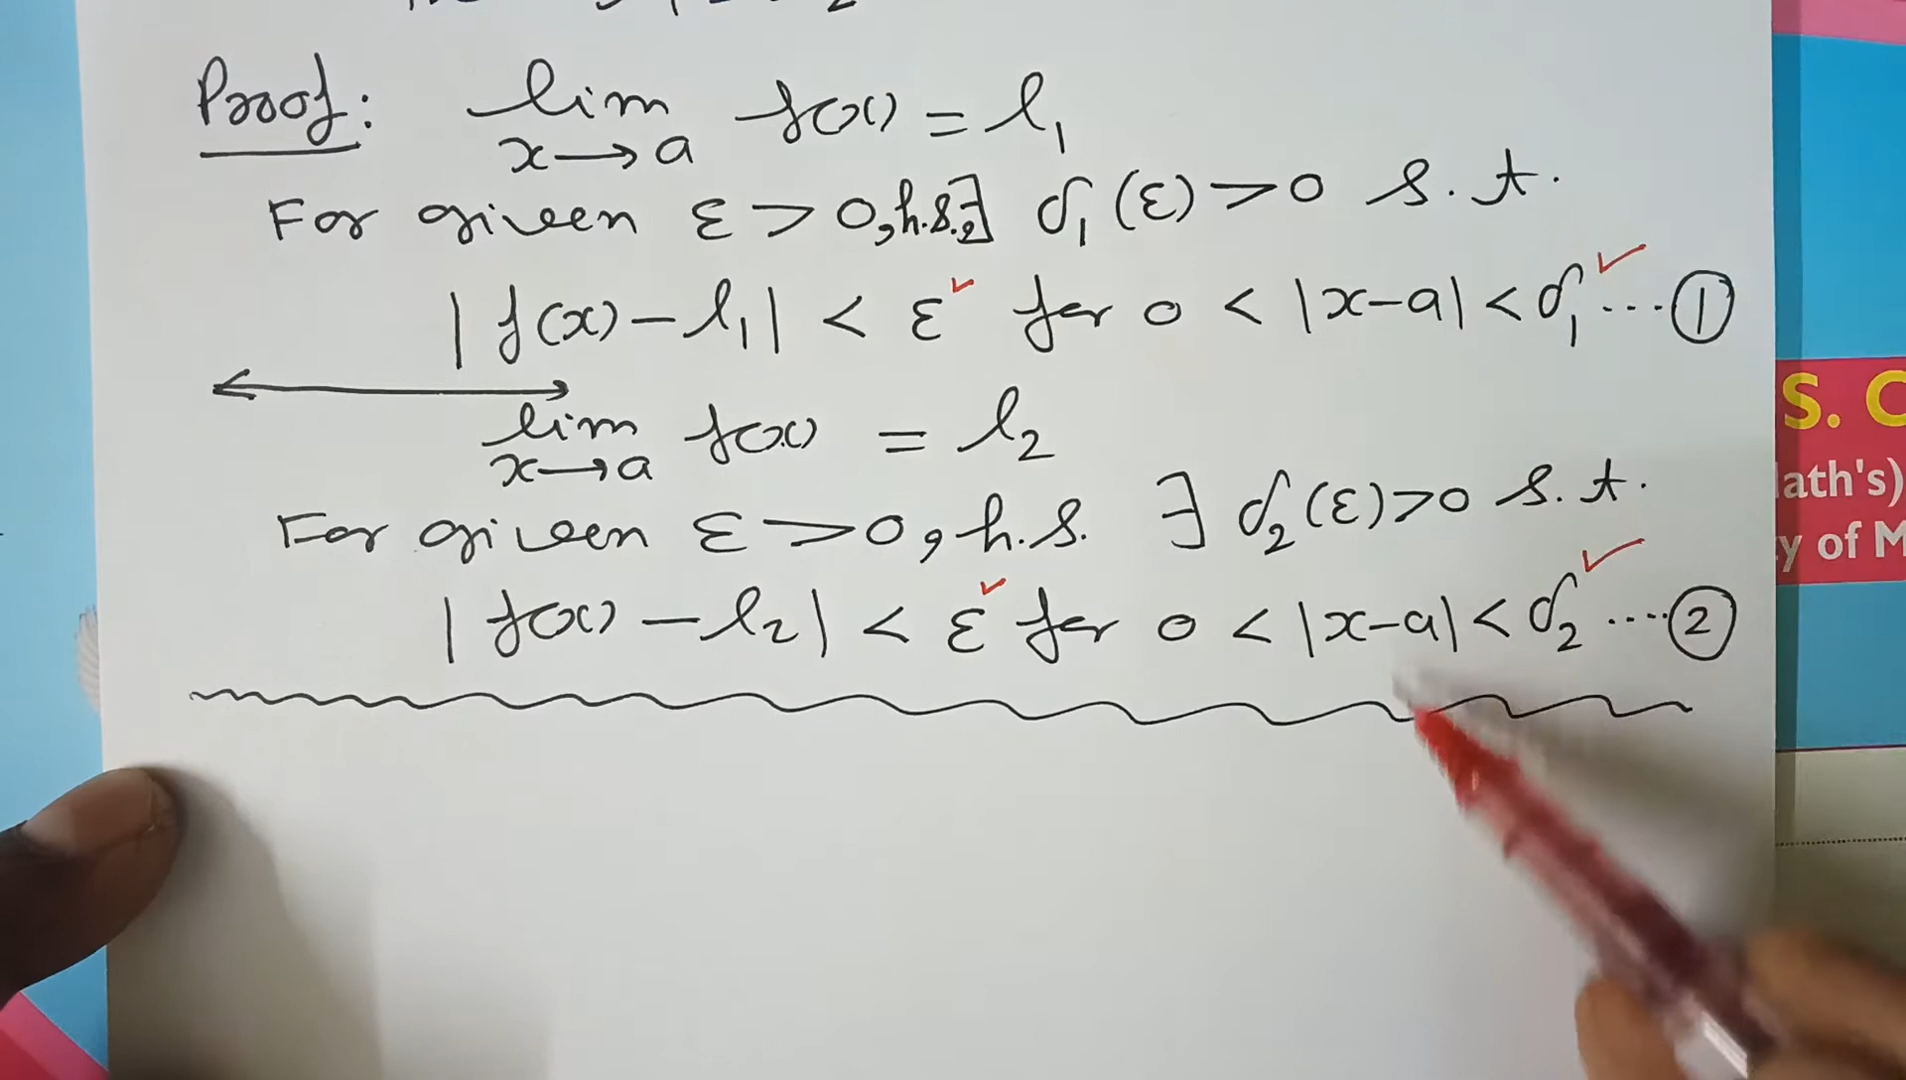 Proof: lim f(x) = l₁
x→a
For given ε > 0, h.s.∃ δ₁(ε) > 0 s.t.
|f(x) - l₁| < ε for 0 < |x-a| < δ₁ ... ①
lim f(x) = l₂
x→a
For given ε > 0, h.s. ∃ δ₂(ε) > 0 s.t.
|f(x) - l₂| < ε for 0 < |x-a| < δ₂ .... ②
S. C
ath's)
y of M